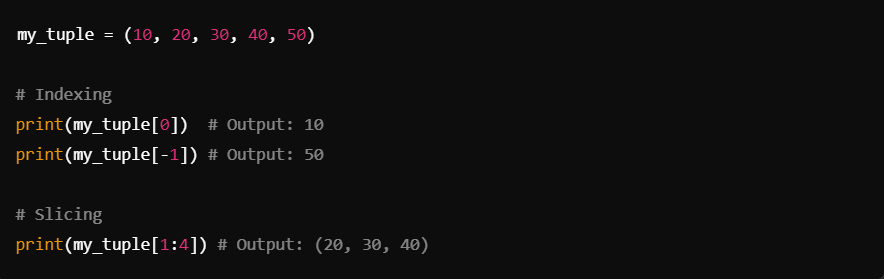 my_tuple = (10, 20, 30, 40, 50)
# Indexing
print(my_tuple[0])  # Output: 10
print(my_tuple[-1]) # Output: 50
# Slicing
print(my_tuple[1:4]) # Output: (20, 30, 40)